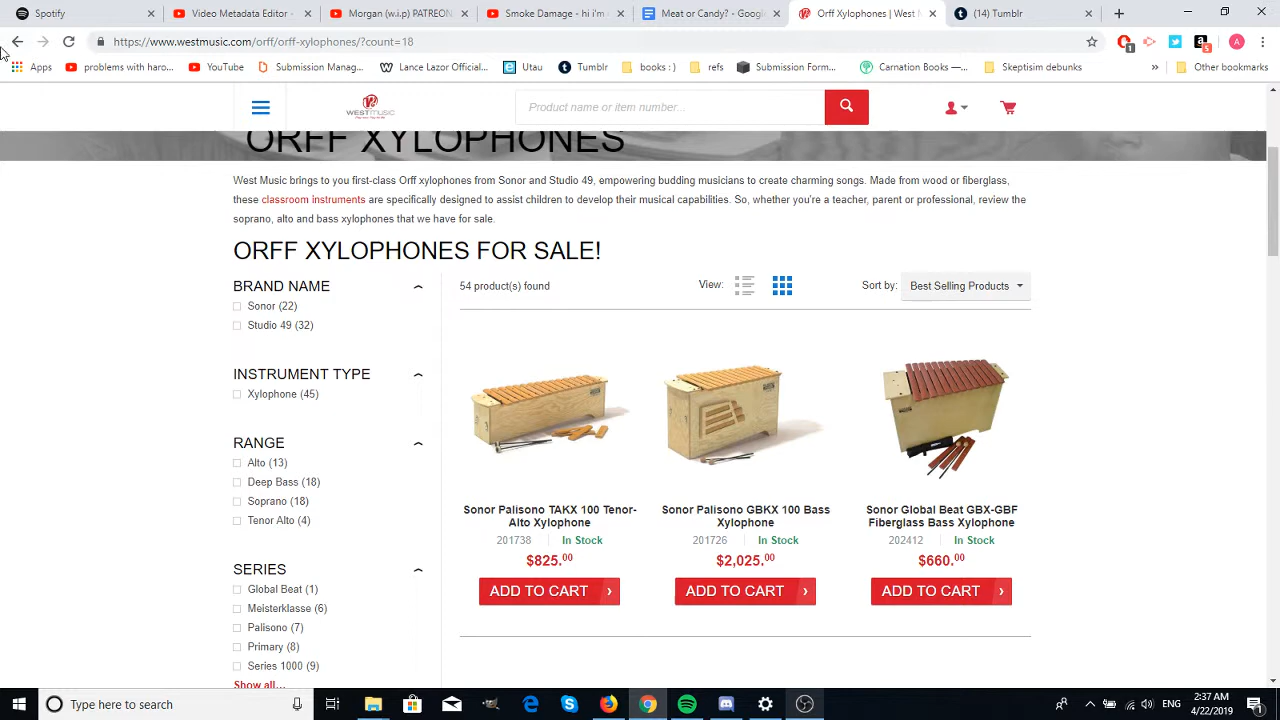 Spotify
Video Metadata Editor
Morgan (w.i.p) PATREON
Smoke Damage - hi i'm
Meat or Candy? - Goog
Orff Xylophones | West M
(14) Tumblr
https://www.westmusic.com/orff/orff-xylophones/?count=18
Apps
problems with haro...
YouTube
Submission Manag...
Lance Lazor Official...
Utau
Tumblr
books :)
refs
Submission Form...
Carnation Books —...
Skeptisim debunks
»
Other bookmarks
WESTMUSIC
Product name or item number...
ORFF XYLOPHONES
West Music brings to you first-class Orff xylophones from Sonor and Studio 49, empowering budding musicians to create charming songs. Made from wood or fiberglass,
these classroom instruments are specifically designed to assist children to develop their musical capabilities. So, whether you're a teacher, parent or professional, review the
soprano, alto and bass xylophones that we have for sale.
ORFF XYLOPHONES FOR SALE!
BRAND NAME
Sonor (22)
Studio 49 (32)
INSTRUMENT TYPE
Xylophone (45)
RANGE
Alto (13)
Deep Bass (18)
Soprano (18)
Tenor Alto (4)
SERIES
Global Beat (1)
Meisterklasse (6)
Palisono (7)
Primary (8)
Series 1000 (9)
Show all...
54 product(s) found
View:
Sort by: Best Selling Products
Sonor Palisono TAKX 100 Tenor-
Alto Xylophone
201738 In Stock
$825.00
ADD TO CART ›
Sonor Palisono GBKX 100 Bass
Xylophone
201726 In Stock
$2,025.00
ADD TO CART ›
Sonor Global Beat GBX-GBF
Fiberglass Bass Xylophone
202412 In Stock
$660.00
ADD TO CART ›
Type here to search
ENG
2:37 AM
4/22/2019